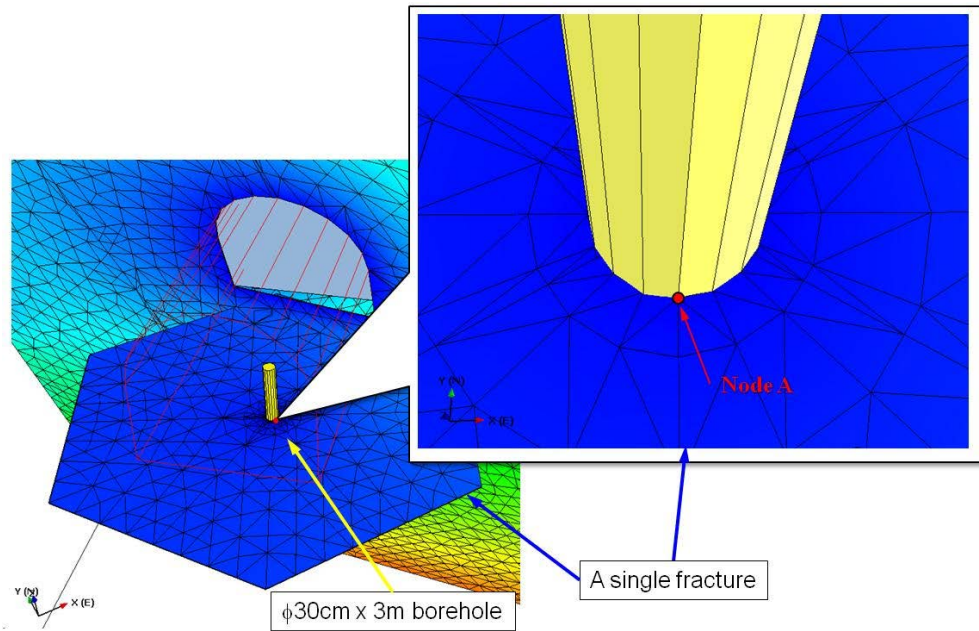 Y (N)
X (E)
Node A
Y (N)
X (E)
A single fracture
ϕ30cm x 3m borehole